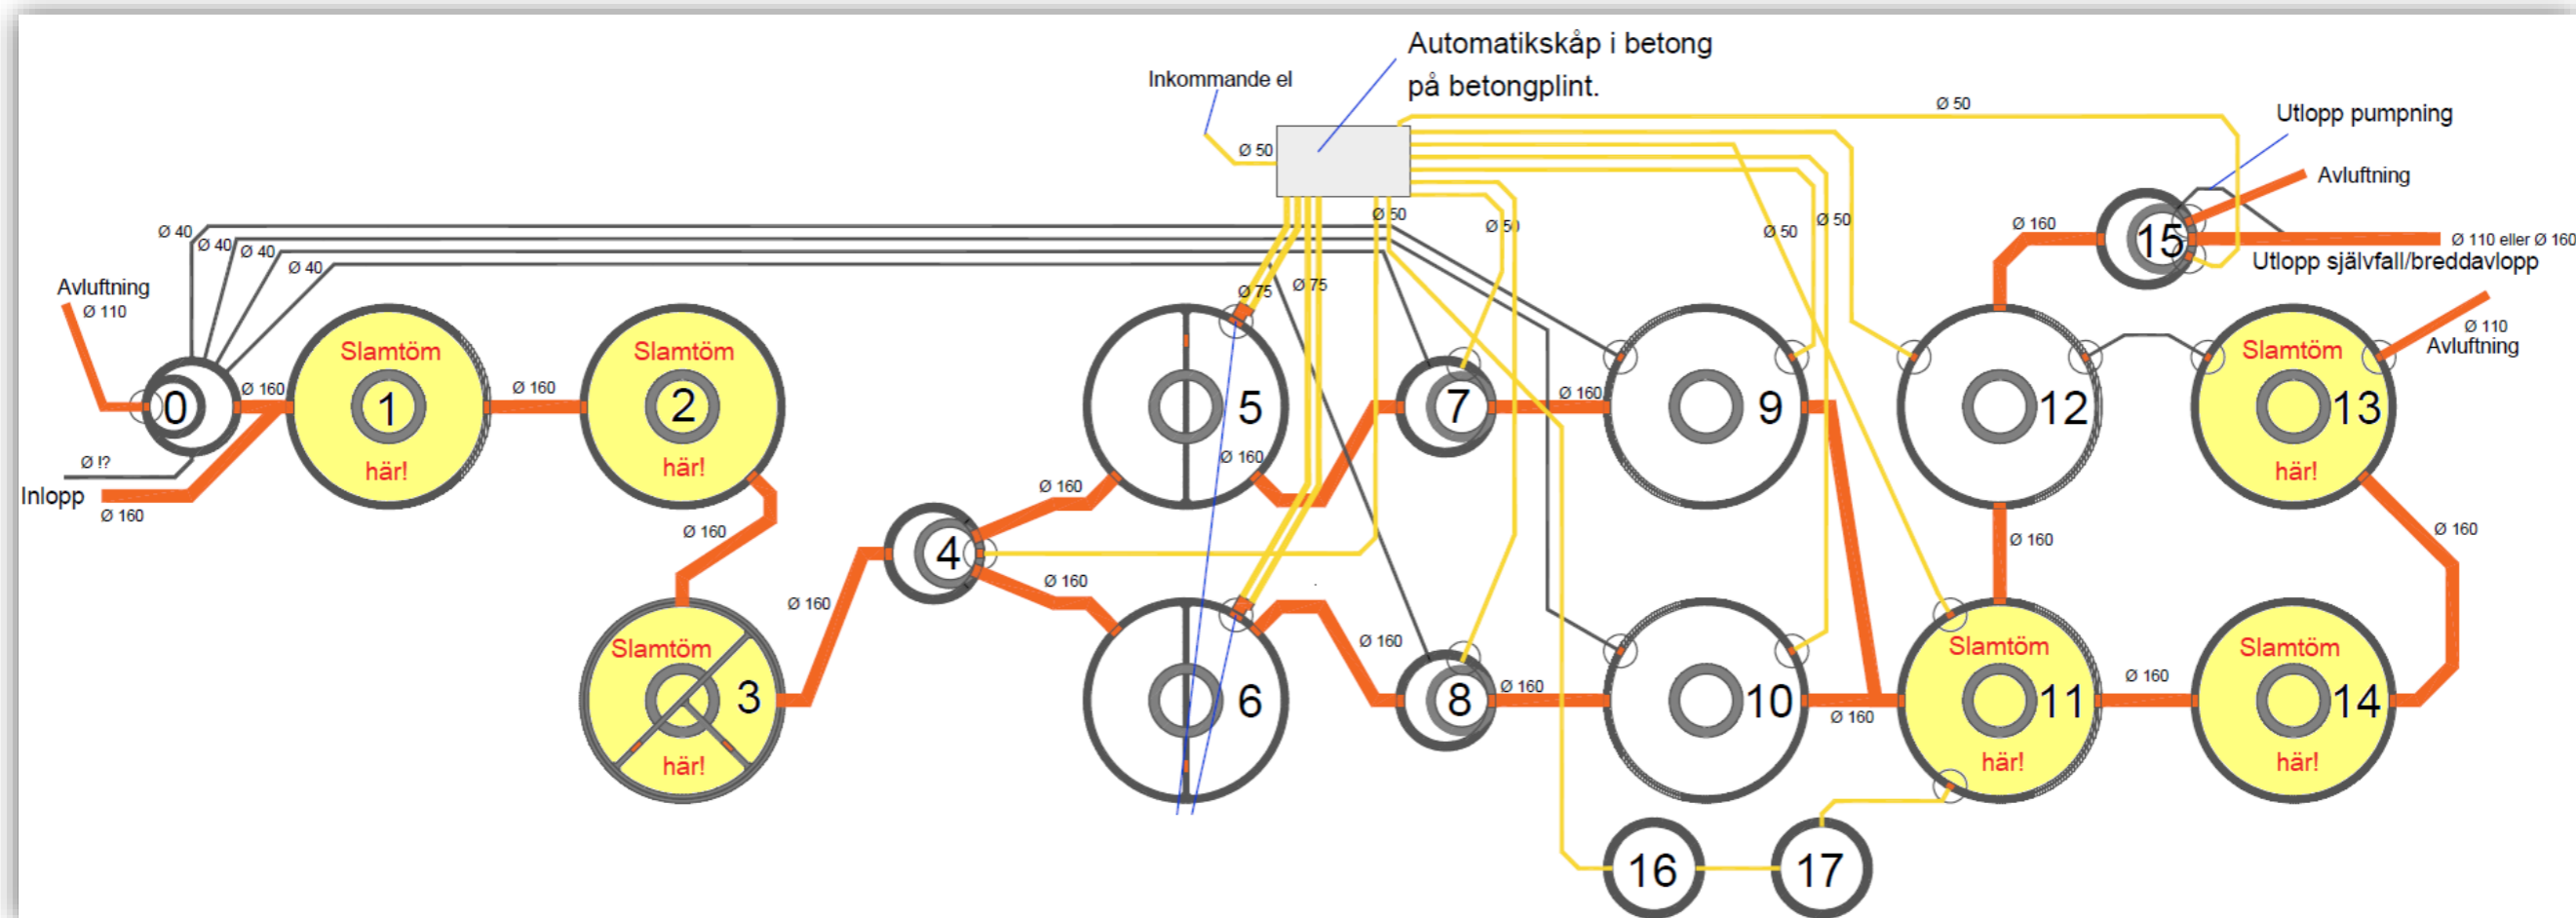 Automatikskåp i betong
på betongplint.
Inkommande el
Ø 50
Ø 50
Utlopp pumpning
Avluftning
Ø 110 eller Ø 160
Utlopp självfall/breddavlopp
Ø 160
15
Ø 50
Ø 50
Ø 50
Ø 50
Ø 40
Ø 40
Ø 40
Ø 40
Ø 75
Ø 75
Avluftning
Ø 110
0
Ø 160
Slamtöm
1
här!
Ø 160
Slamtöm
2
här!
5
Ø 160
7
Ø 160
9
12
Slamtöm
13
här!
Ø 110
Avluftning
Ø !?
Inlopp
Ø 160
Ø 160
Ø 160
4
Ø 160
Ø 160
Ø 160
Ø 160
Slamtöm
3
här!
6
Ø 160
8
Ø 160
10
Ø 160
Slamtöm
11
här!
Ø 160
Slamtöm
14
här!
16
17